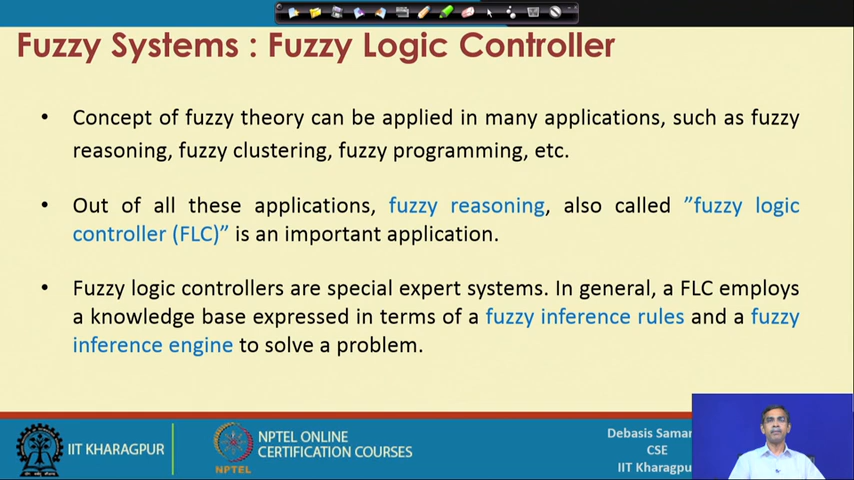 Fuzzy Systems : Fuzzy Logic Controller
• Concept of fuzzy theory can be applied in many applications, such as fuzzy
reasoning, fuzzy clustering, fuzzy programming, etc.
• Out of all these applications, fuzzy reasoning, also called ”fuzzy logic
controller (FLC)” is an important application.
• Fuzzy logic controllers are special expert systems. In general, a FLC employs
a knowledge base expressed in terms of a fuzzy inference rules and a fuzzy
inference engine to solve a problem.
IIT KHARAGPUR
NPTEL
NPTEL ONLINE
CERTIFICATION COURSES
Debasis Saman
CSE
IIT Kharagpu